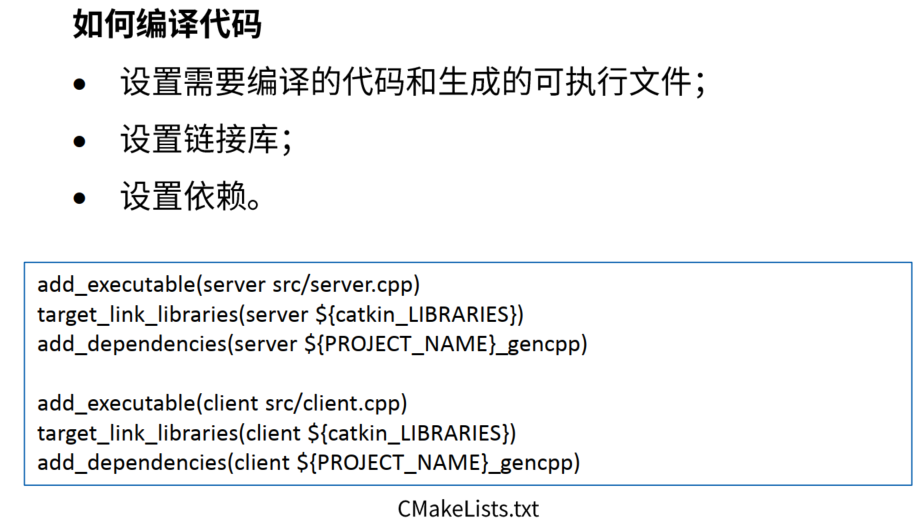 如何编译代码
• 设置需要编译的代码和生成的可执行文件；
• 设置链接库；
• 设置依赖。
add_executable(server src/server.cpp)
target_link_libraries(server ${catkin_LIBRARIES})
add_dependencies(server ${PROJECT_NAME}_gencpp)
add_executable(client src/client.cpp)
target_link_libraries(client ${catkin_LIBRARIES})
add_dependencies(client ${PROJECT_NAME}_gencpp)
CMakeLists.txt